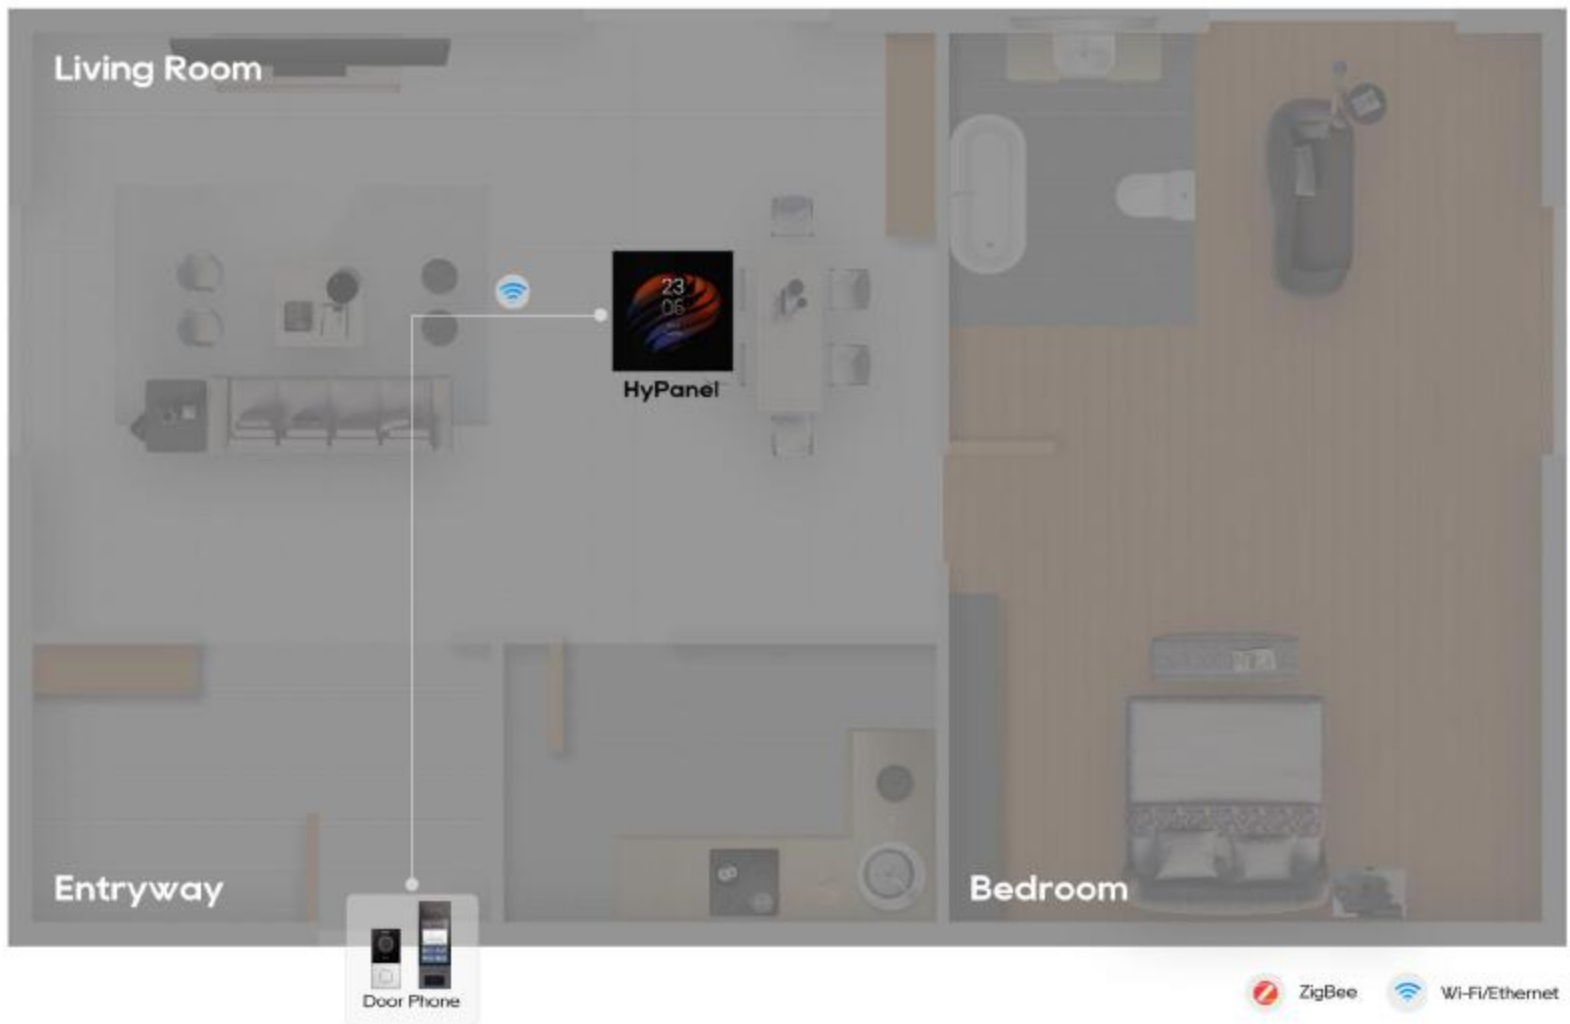 Living Room
23
06
HyPanel
Entryway
Bedroom
Door Phone
ZigBee
Wi-Fi/Ethernet